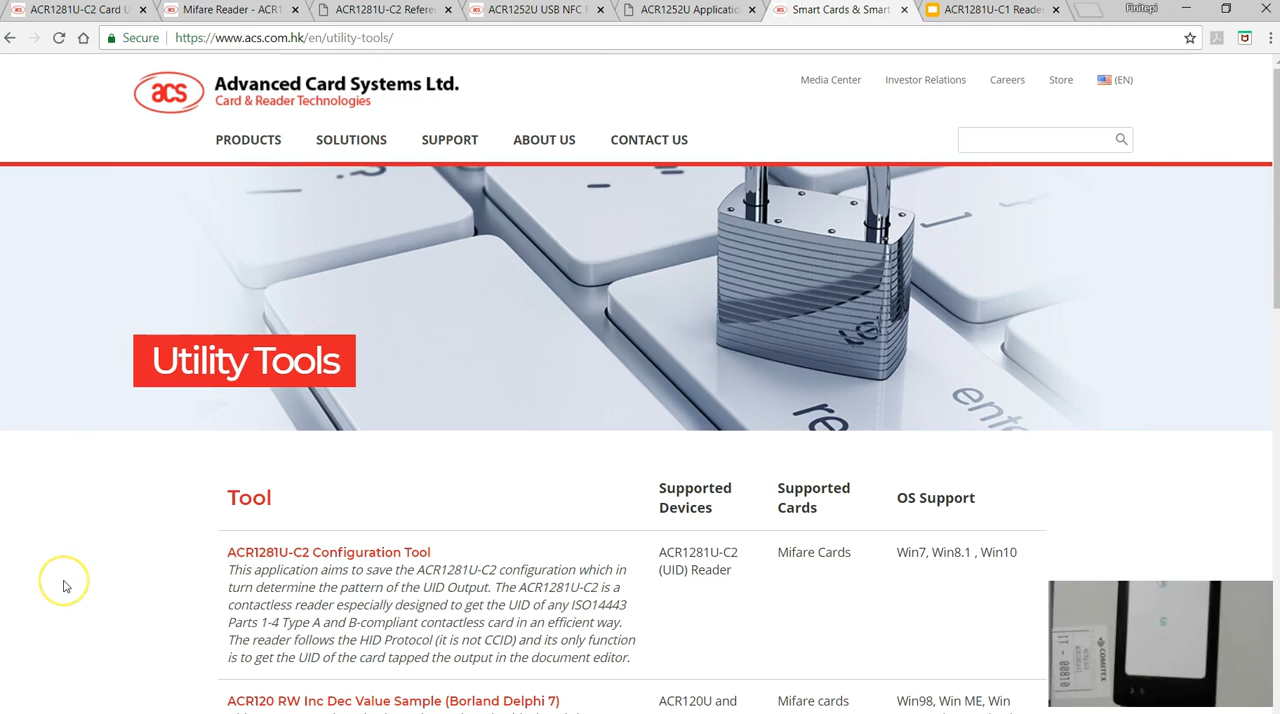 ACR1281U-C2 Card U
Mifare Reader - ACR1
ACR1281U-C2 Refere
ACR1252U USB NFC R
ACR1252U Applicatio
Smart Cards & Smart
ACR1281U-C1 Reade
Finitepi
Secure
https://www.acs.com.hk/en/utility-tools/
acs
Advanced Card Systems Ltd.
Card & Reader Technologies
Media Center
Investor Relations
Careers
Store
(EN)
PRODUCTS
SOLUTIONS
SUPPORT
ABOUT US
CONTACT US
Utility Tools
re
ente
Tool
Supported
Devices
Supported
Cards
OS Support
ACR1281U-C2 Configuration Tool
This application aims to save the ACR1281U-C2 configuration which in
turn determine the pattern of the UID Output. The ACR1281U-C2 is a
contactless reader especially designed to get the UID of any ISO14443
Parts 1-4 Type A and B-compliant contactless card in an efficient way.
The reader follows the HID Protocol (it is not CCID) and its only function
is to get the UID of the card tapped the output in the document editor.
ACR1281U-C2
(UID) Reader
Mifare Cards
Win7, Win8.1 , Win10
ACR120 RW Inc Dec Value Sample (Borland Delphi 7)
ACR120U and
Mifare cards
Win98, Win ME, Win